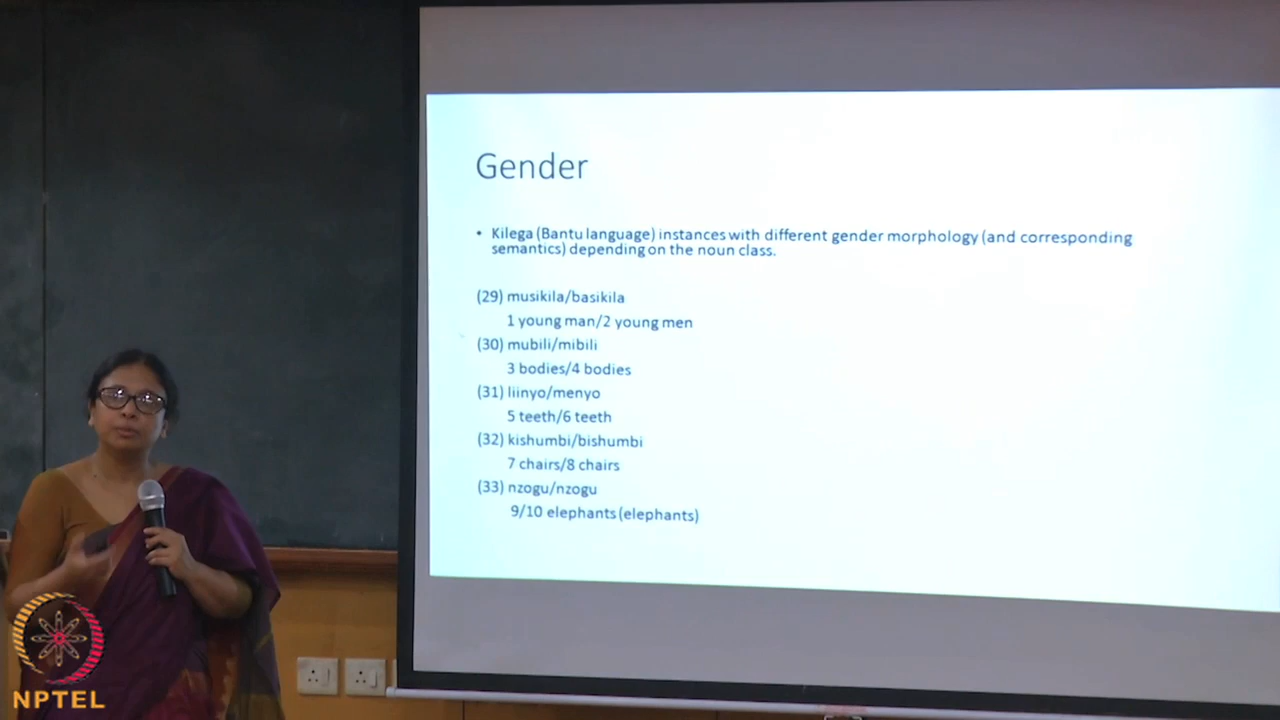 Gender
• Kilega (Bantu language) instances with different gender morphology (and corresponding
semantics) depending on the noun class.
(29) musikila/basikila
1 young man/2 young men
(30) mubili/mibili
3 bodies/4 bodies
(31) liinyo/menyo
5 teeth/6 teeth
(32) kishumbi/bishumbi
7 chairs/8 chairs
(33) nzogu/nzogu
9/10 elephants (elephants)
NPTEL